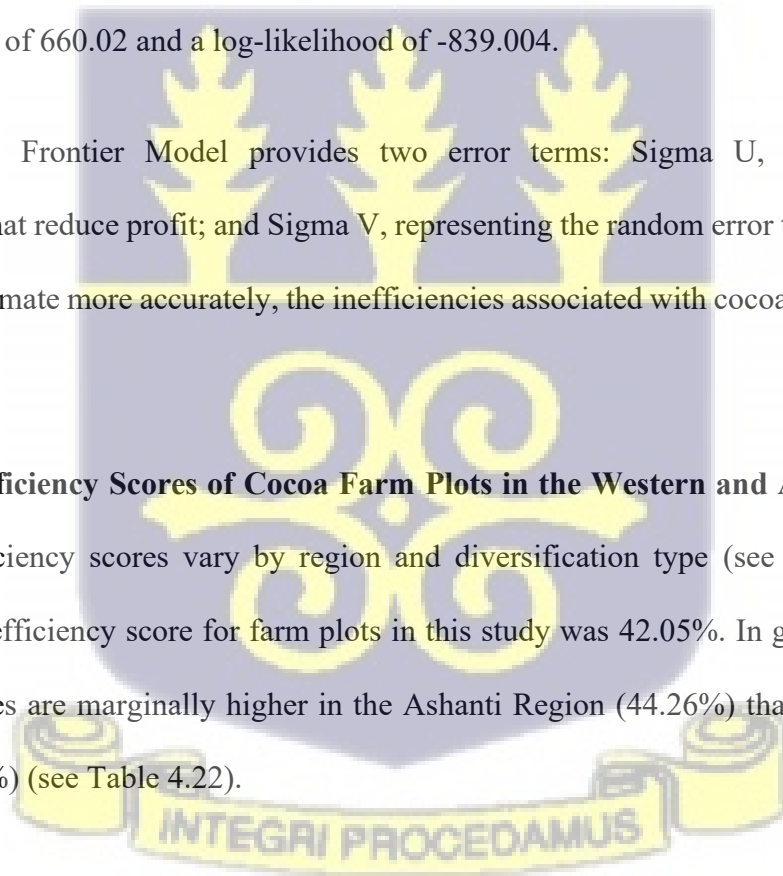 of 660.02 and a log-likelihood of -839.004.
Frontier Model provides two error terms: Sigma U,
at reduce profit; and Sigma V, representing the random error
mate more accurately, the inefficiencies associated with cocoa
ficiency Scores of Cocoa Farm Plots in the Western and
ciency scores vary by region and diversification type (see
efficiency score for farm plots in this study was 42.05%. In
es are marginally higher in the Ashanti Region (44.26%)
%) (see Table 4.22).
INTEGRI PROCEDAMUS